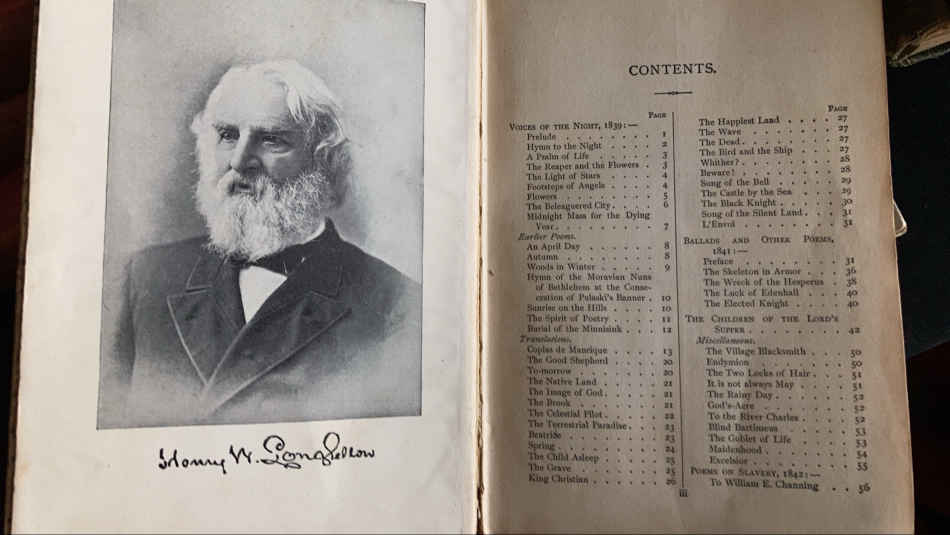 Henry W. Longfellow
CONTENTS.
PAGE
VOICES OF THE NIGHT, 1839:—
Prelude . . . . . . . 1
Hymn to the Night . . . . 2
A Psalm of Life . . . . . 3
The Reaper and the Flowers . 3
The Light of Stars . . . . 4
Footsteps of Angels . . . . 4
Flowers . . . . . . . 5
The Beleaguered City . . . . 6
Midnight Mass for the Dying
Year . . . . . . . 7
Earlier Poems.
An April Day . . . . . . 8
Autumn . . . . . . . 8
Woods in Winter . . . . . 9
Hymn of the Moravian Nuns
of Bethlehem at the Conse-
cration of Pulaski's Banner . 10
Sunrise on the Hills . . . . 10
The Spirit of Poetry . . . . 11
Burial of the Minnisink . . . 12
Translations.
Coplas de Manrique . . . . 13
The Good Shepherd . . . . 20
To-morrow . . . . . . 20
The Native Land . . . . . 21
The Image of God . . . . . 21
The Brook . . . . . . 21
The Celestial Pilot . . . . . 22
The Terrestrial Paradise . . . 23
Beatrice . . . . . . . 23
Spring . . . . . . . 24
The Child Asleep . . . . . 25
The Grave . . . . . . 25
King Christian . . . . . 26
PAGE
The Happiest Land . . . . 27
The Wave . . . . . . 27
The Dead . . . . . . . 27
The Bird and the Ship . . . 27
Whither? . . . . . . . 28
Beware! . . . . . . . 28
Song of the Bell . . . . . 29
The Castle by the Sea . . . 29
The Black Knight . . . . . 30
Song of the Silent Land . . . 31
L'Envoi . . . . . . . 31
BALLADS AND OTHER POEMS,
1841:—
Preface . . . . . . . 31
The Skeleton in Armor . . . 36
The Wreck of the Hesperus . 38
The Luck of Edenhall . . . 40
The Elected Knight . . . . 40
THE CHILDREN OF THE LORD'S
SUPPER . . . . . . . 42
Miscellaneous.
The Village Blacksmith . . . 50
Endymion . . . . . . 50
The Two Locks of Hair . . . 51
It is not always May . . . . 51
The Rainy Day . . . . . 52
God's-Acre . . . . . . 52
To the River Charles . . . . 52
Blind Bartimeus . . . . . 53
The Goblet of Life . . . . 53
Maidenhood . . . . . . 54
Excelsior . . . . . . . 55
POEMS ON SLAVERY, 1842:—
To William E. Channing . . 56
iii